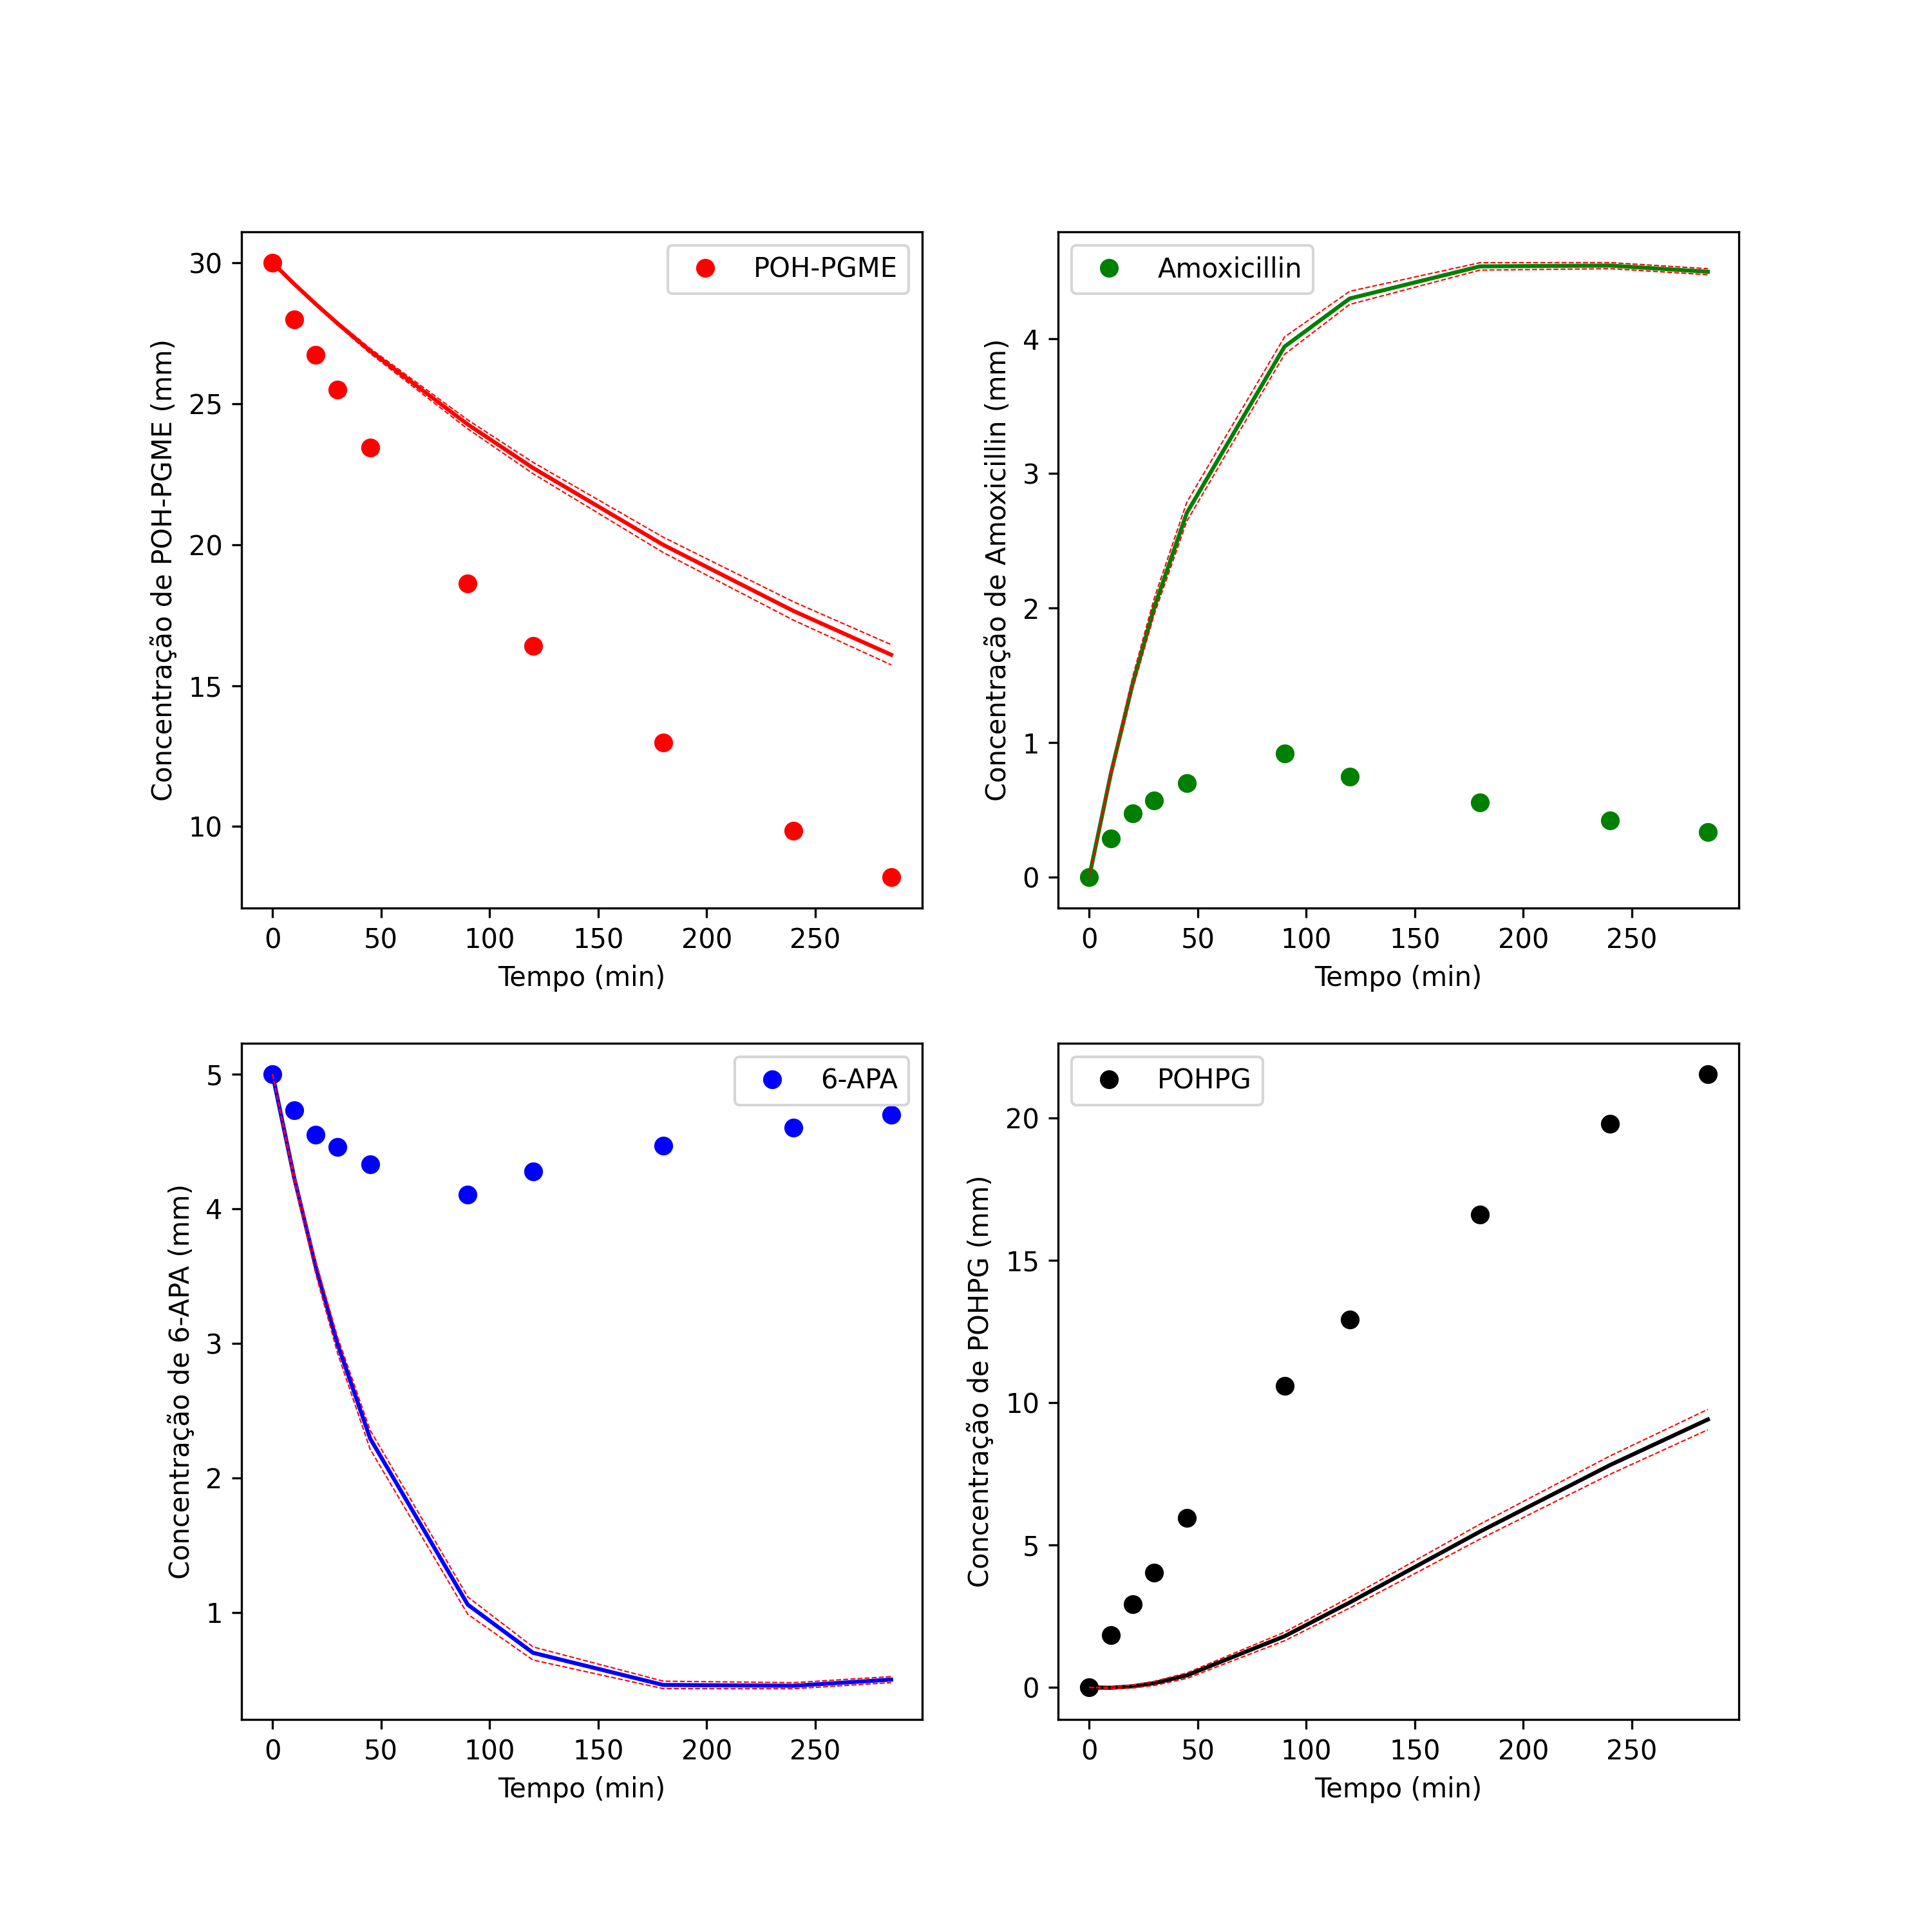 POH-PGME
Concentração de POH-PGME (mm)
30
25
20
15
10
0 50 100 150 200 250
Tempo (min)
Amoxicillin
Concentração de Amoxicillin (mm)
4
3
2
1
0
0 50 100 150 200 250
Tempo (min)
6-APA
Concentração de 6-APA (mm)
5
4
3
2
1
0 50 100 150 200 250
Tempo (min)
POHPG
Concentração de POHPG (mm)
20
15
10
5
0
0 50 100 150 200 250
Tempo (min)